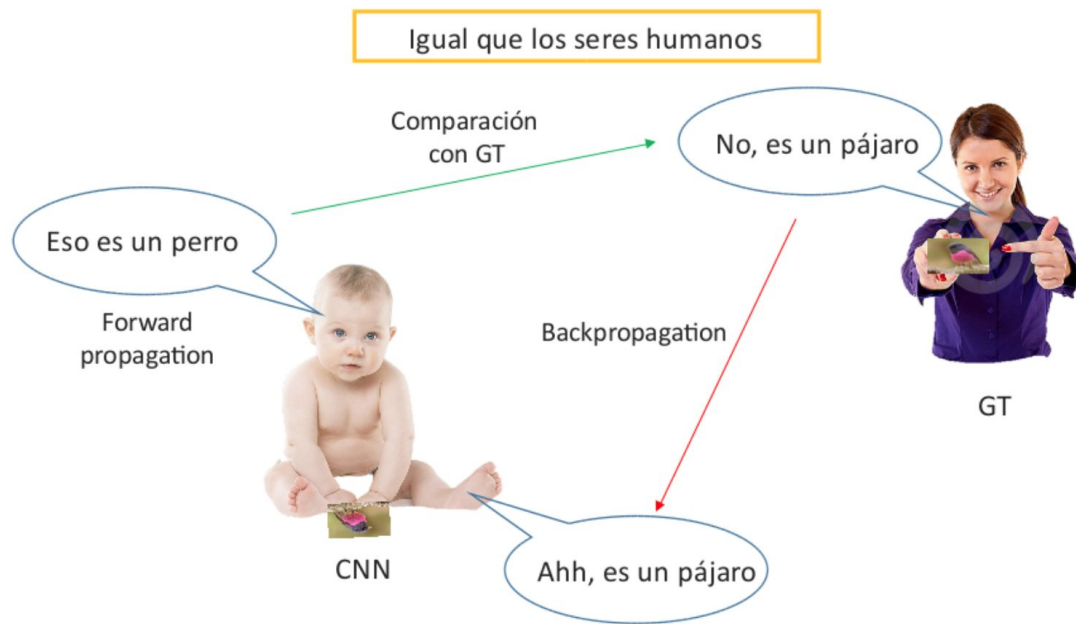 Igual que los seres humanos
Comparación
con GT
No, es un pájaro
Eso es un perro
Forward
propagation
Backpropagation
GT
CNN
Ahh, es un pájaro